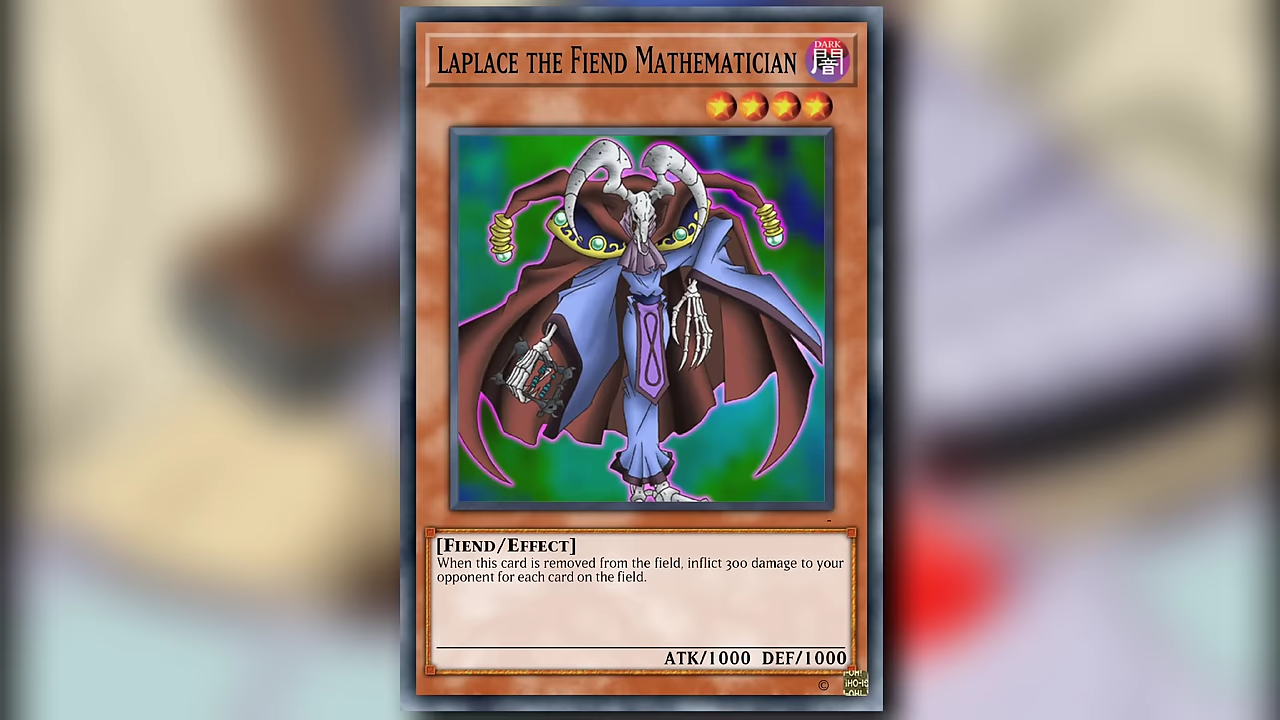 LAPLACE THE FIEND MATHEMATICIAN
DARK
闇
-
[FIEND/EFFECT]
When this card is removed from the field, inflict 300 damage to your
opponent for each card on the field.
ATK/1000 DEF/1000
©